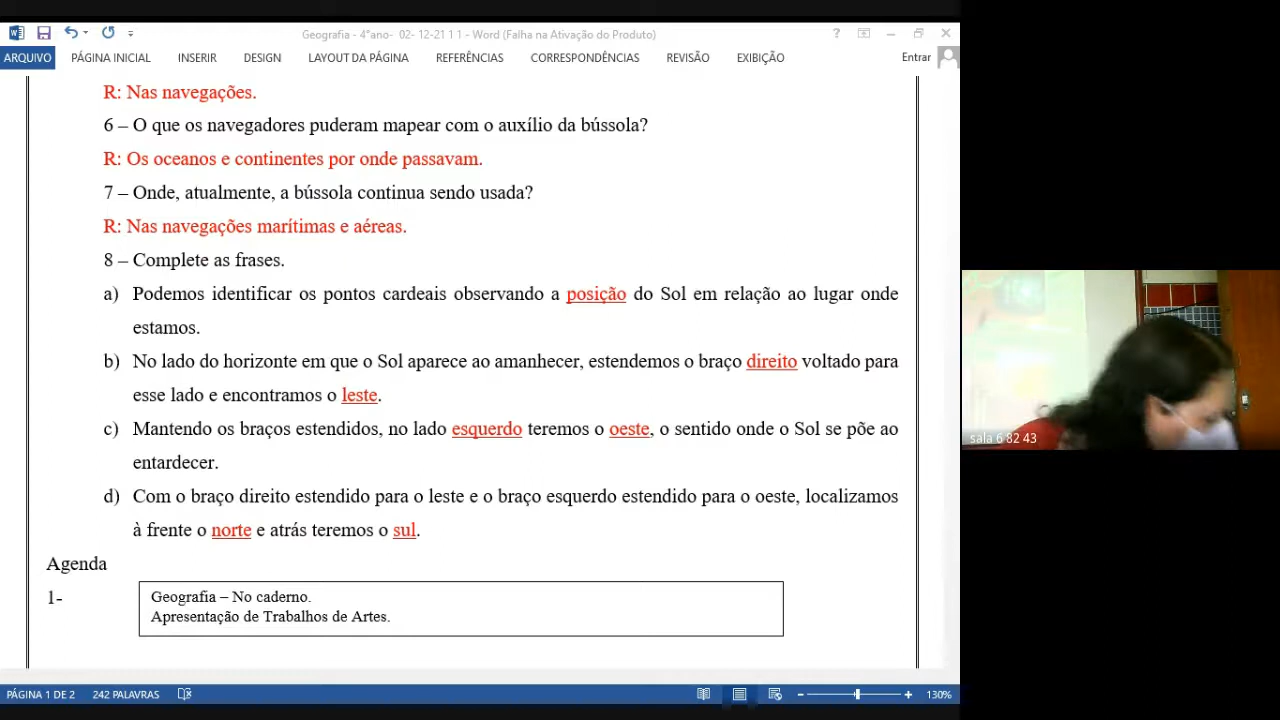 Geografia - 4°ano- 02- 12-21 1 1 - Word (Falha na Ativação do Produto)
?
ARQUIVO PÁGINA INICIAL INSERIR DESIGN LAYOUT DA PÁGINA REFERÊNCIAS CORRESPONDÊNCIAS REVISÃO EXIBIÇÃO Entrar
R: Nas navegações.
6 – O que os navegadores puderam mapear com o auxílio da bússola?
R: Os oceanos e continentes por onde passavam.
7 – Onde, atualmente, a bússola continua sendo usada?
R: Nas navegações marítimas e aéreas.
8 – Complete as frases.
a) Podemos identificar os pontos cardeais observando a posição do Sol em relação ao lugar onde
estamos.
b) No lado do horizonte em que o Sol aparece ao amanhecer, estendemos o braço direito voltado para
esse lado e encontramos o leste.
c) Mantendo os braços estendidos, no lado esquerdo teremos o oeste, o sentido onde o Sol se põe ao
entardecer.
d) Com o braço direito estendido para o leste e o braço esquerdo estendido para o oeste, localizamos
à frente o norte e atrás teremos o sul.
Agenda
1-
Geografia – No caderno.
Apresentação de Trabalhos de Artes.
sala 6 82 43
PÁGINA 1 DE 2 242 PALAVRAS 130%